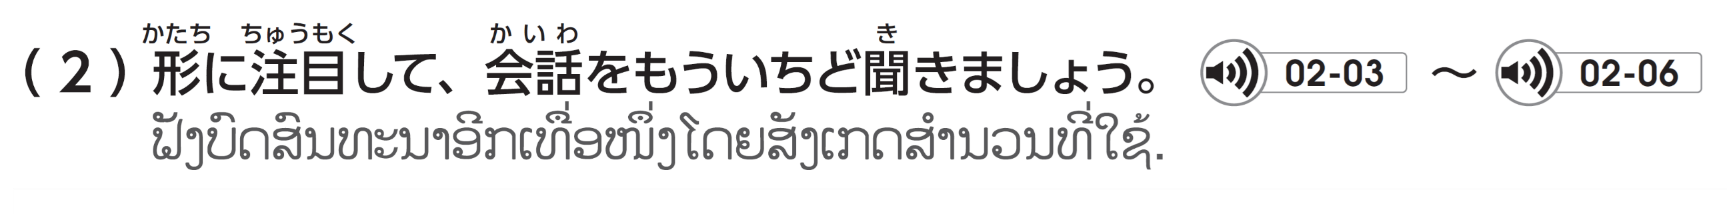 かたち ちゅうもく かいわ き
(2)形に注目して、会話をもういちど聞きましょう。 02-03 ～ 02-06
ຟັງບົດສົນທະນາອີກເທື່ອໜຶ່ງໂດຍສັງເກດສຳນວນທີ່ໃຊ້.